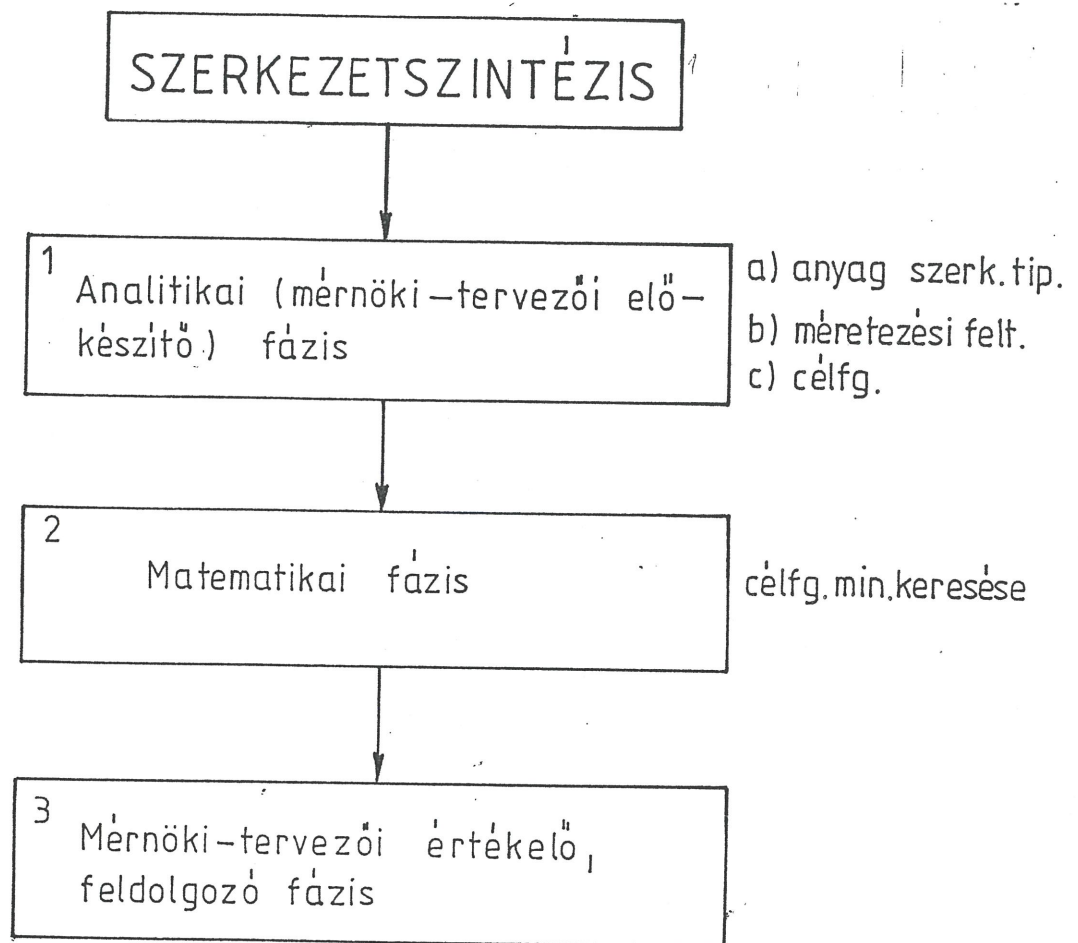 SZERKEZETSZINTÉZIS
1
Analitikai (mérnöki-tervezői elő-
készítő) fázis
a) anyag szerk. tip.
b) méretezési felt.
c) célfg.
2
Matematikai fázis
célfg. min. keresése
3
Mérnöki-tervezői értékelő,
feldolgozó fázis